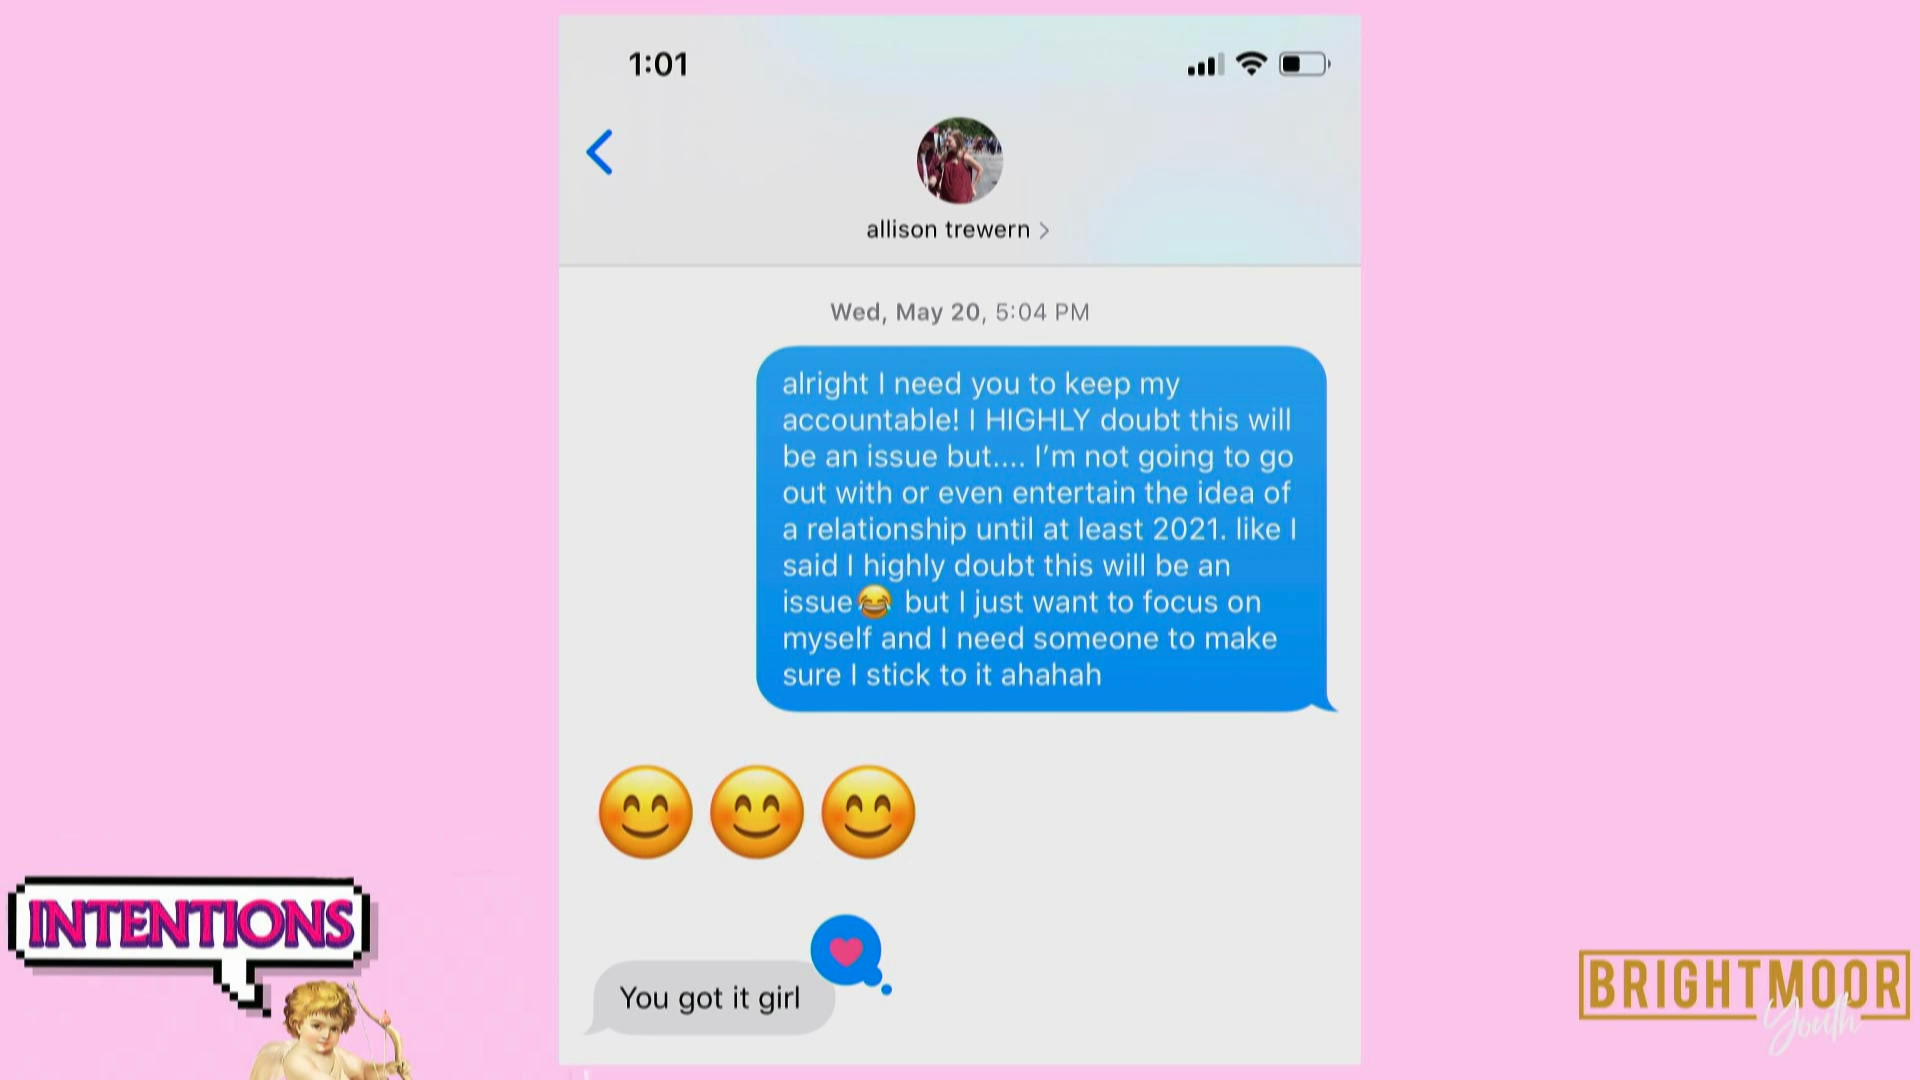 1:01
allison trewern >
Wed, May 20, 5:04 PM
alright I need you to keep my
accountable! I HIGHLY doubt this will
be an issue but.... I’m not going to go
out with or even entertain the idea of
a relationship until at least 2021. like I
said I highly doubt this will be an
issue😂 but I just want to focus on
myself and I need someone to make
sure I stick to it ahahah
😊😊😊
You got it girl
INTENTIONS
BRIGHTMOOR
Youth